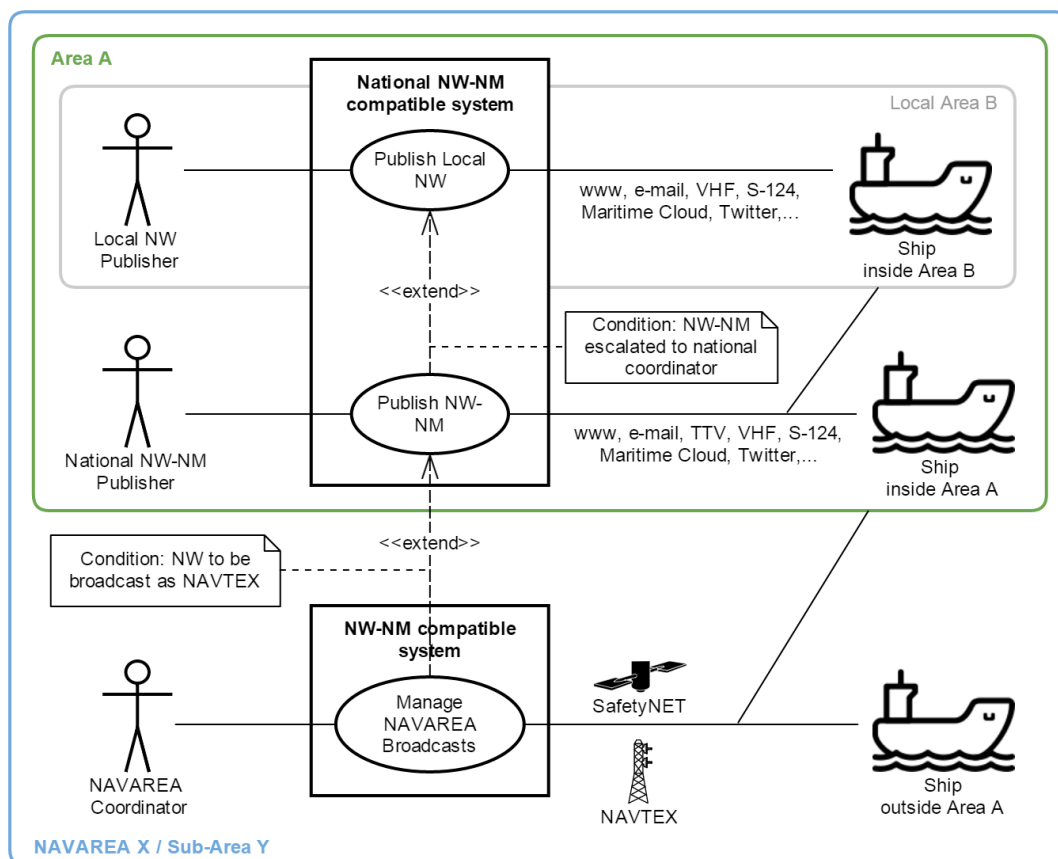 Area A
National NW-NM
compatible system
Local Area B
Publish Local
NW
www, e-mail, VHF, S-124,
Maritime Cloud, Twitter,...
Local NW
Publisher
Ship
inside Area B
<<extend>>
Condition: NW-NM
escalated to national
coordinator
Publish NW-
NM
www, e-mail, TTV, VHF, S-124,
Maritime Cloud, Twitter,...
National NW-NM
Publisher
Ship
inside Area A
<<extend>>
Condition: NW to be
broadcast as NAVTEX
NW-NM compatible
system
Manage
NAVAREA
Broadcasts
SafetyNET
NAVTEX
NAVAREA
Coordinator
Ship
outside Area A
NAVAREA X / Sub-Area Y